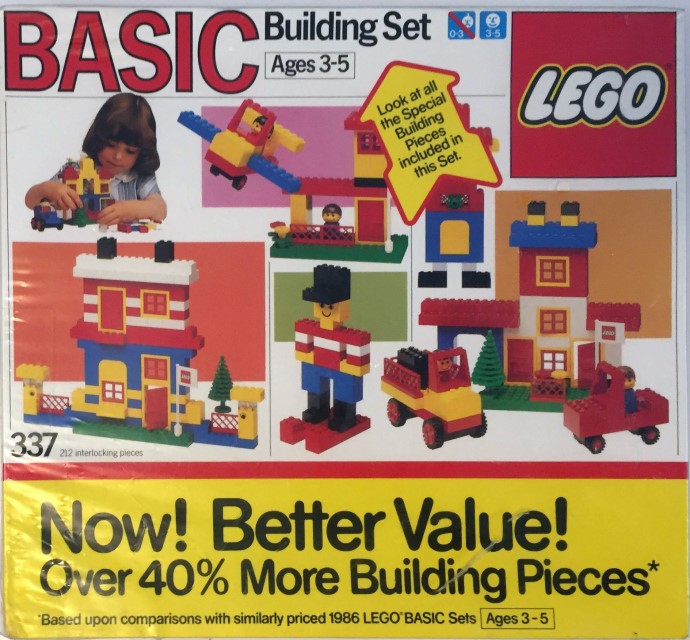 BASIC
Building Set
0-3
3-5
Ages 3-5
LEGO®
Look at all
the Special
Building
Pieces
included in
this Set.
337
212 interlocking pieces
Now! Better Value!
Over 40% More Building Pieces*
*Based upon comparisons with similarly priced 1986 LEGO® BASIC Sets Ages 3-5